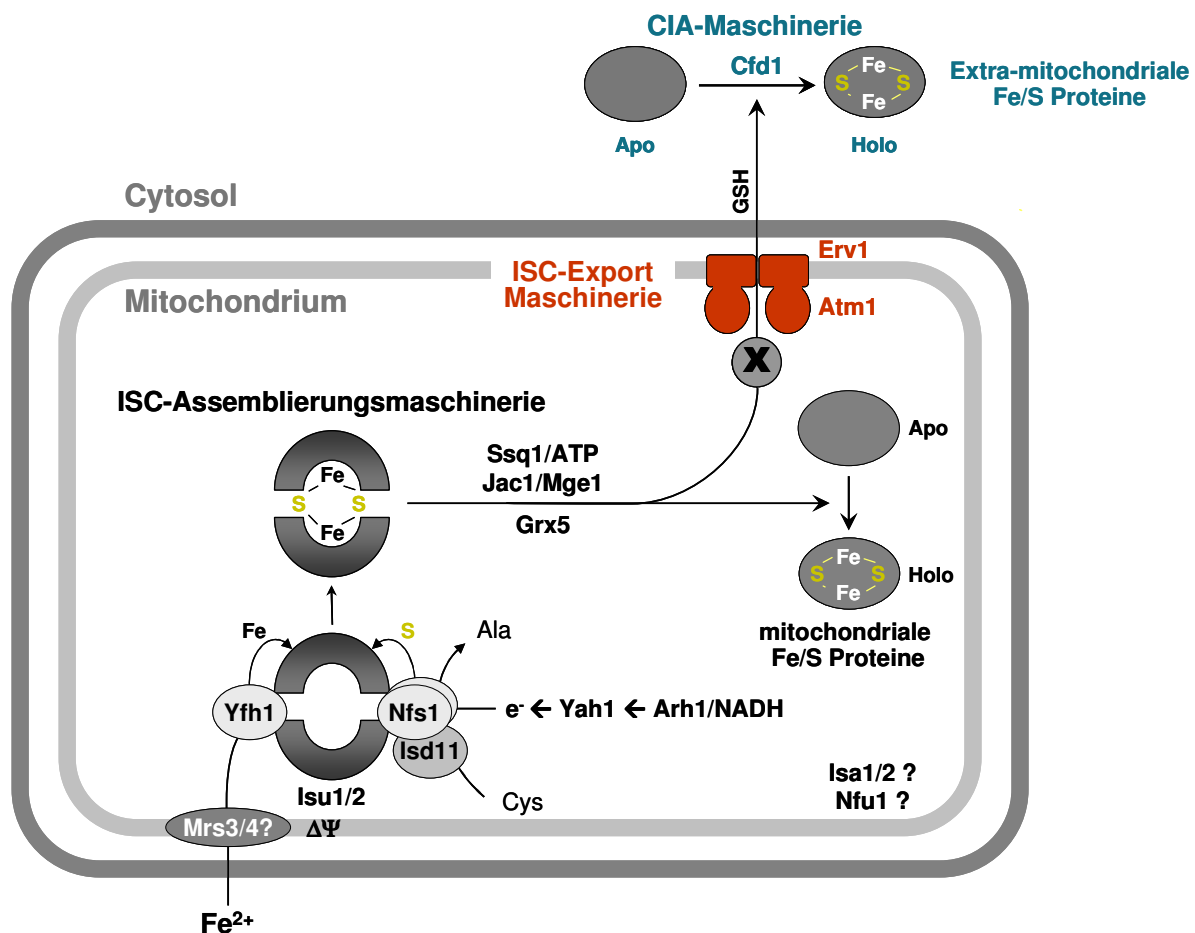 CIA-Maschinerie
Cfd1
Fe
S S
Fe
Extra-mitochondriale
Fe/S Proteine
Apo
Holo
GSH
Cytosol
Erv1
ISC-Export
Maschinerie
Mitochondrium
Atm1
X
ISC-Assemblierungsmaschinerie
Apo
Ssq1/ATP
Jac1/Mge1
Grx5
Fe
S S
Fe
Fe
S S
Fe
Holo
mitochondriale
Fe/S Proteine
Fe
S
Ala
Yfh1
Nfs1
e- ← Yah1 ← Arh1/NADH
Isd11
Isu1/2
Cys
Isa1/2 ?
Nfu1 ?
Mrs3/4?
ΔΨ
Fe2+